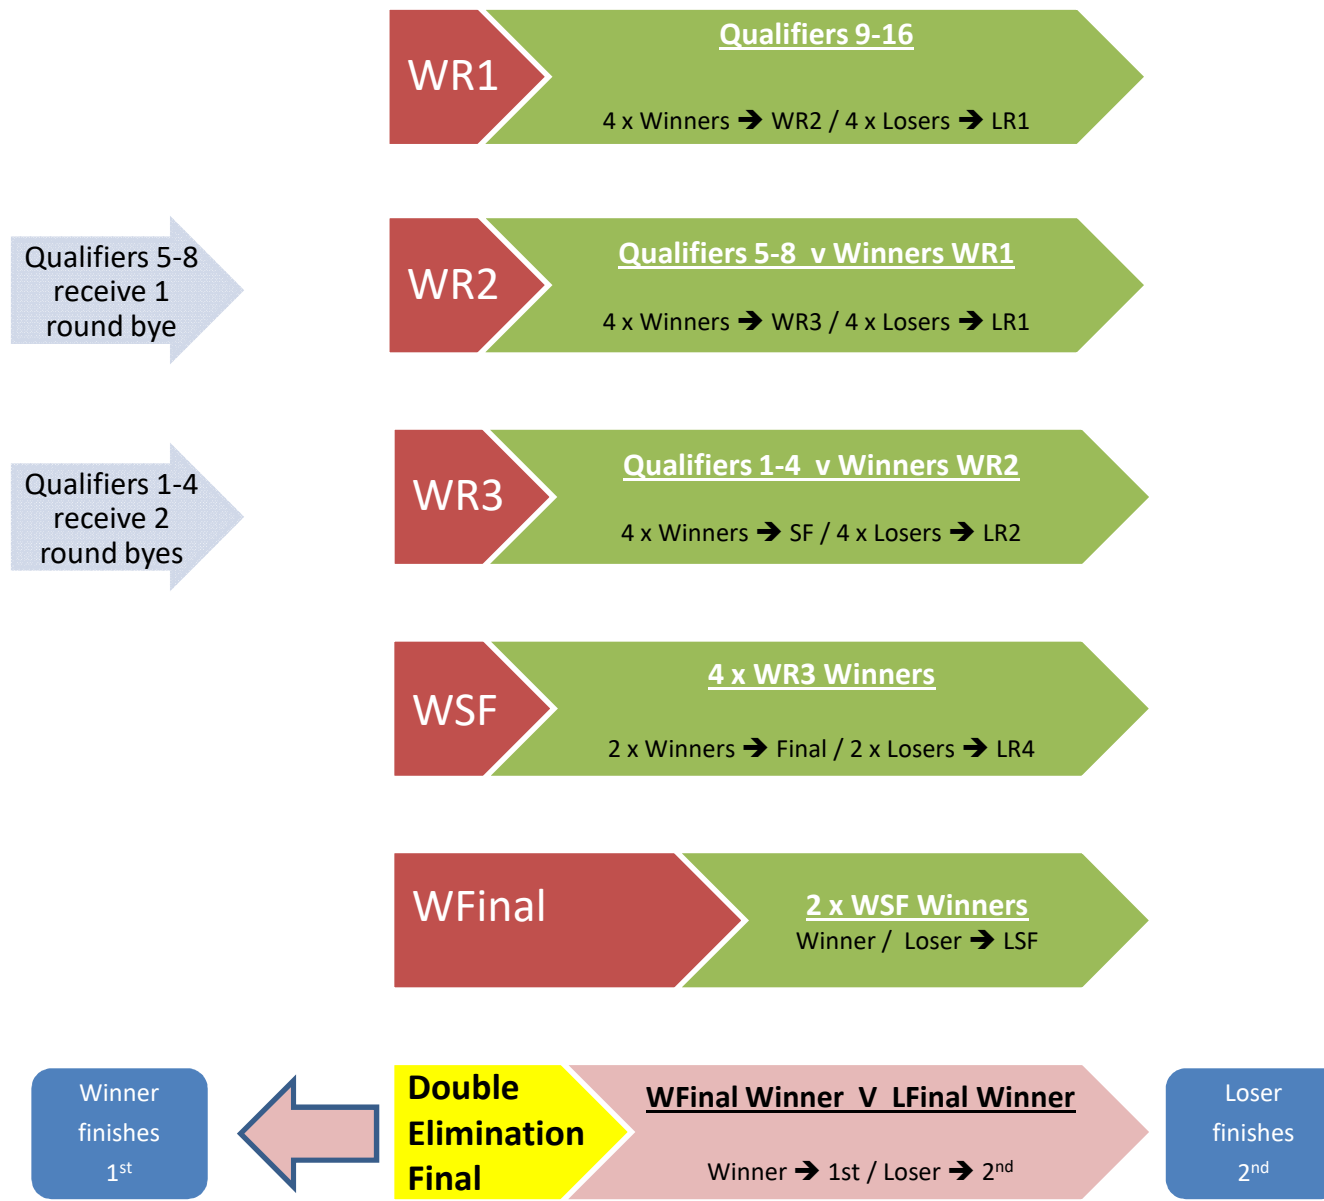 WR1
Qualifiers 9-16
4 x Winners ➔ WR2 / 4 x Losers ➔ LR1
Qualifiers 5-8
receive 1
round bye
WR2
Qualifiers 5-8 v Winners WR1
4 x Winners ➔ WR3 / 4 x Losers ➔ LR1
Qualifiers 1-4
receive 2
round byes
WR3
Qualifiers 1-4 v Winners WR2
4 x Winners ➔ SF / 4 x Losers ➔ LR2
WSF
4 x WR3 Winners
2 x Winners ➔ Final / 2 x Losers ➔ LR4
WFinal
2 x WSF Winners
Winner / Loser ➔ LSF
Winner
finishes
1st
Double
Elimination
Final
WFinal Winner V LFinal Winner
Winner ➔ 1st / Loser ➔ 2nd
Loser
finishes
2nd